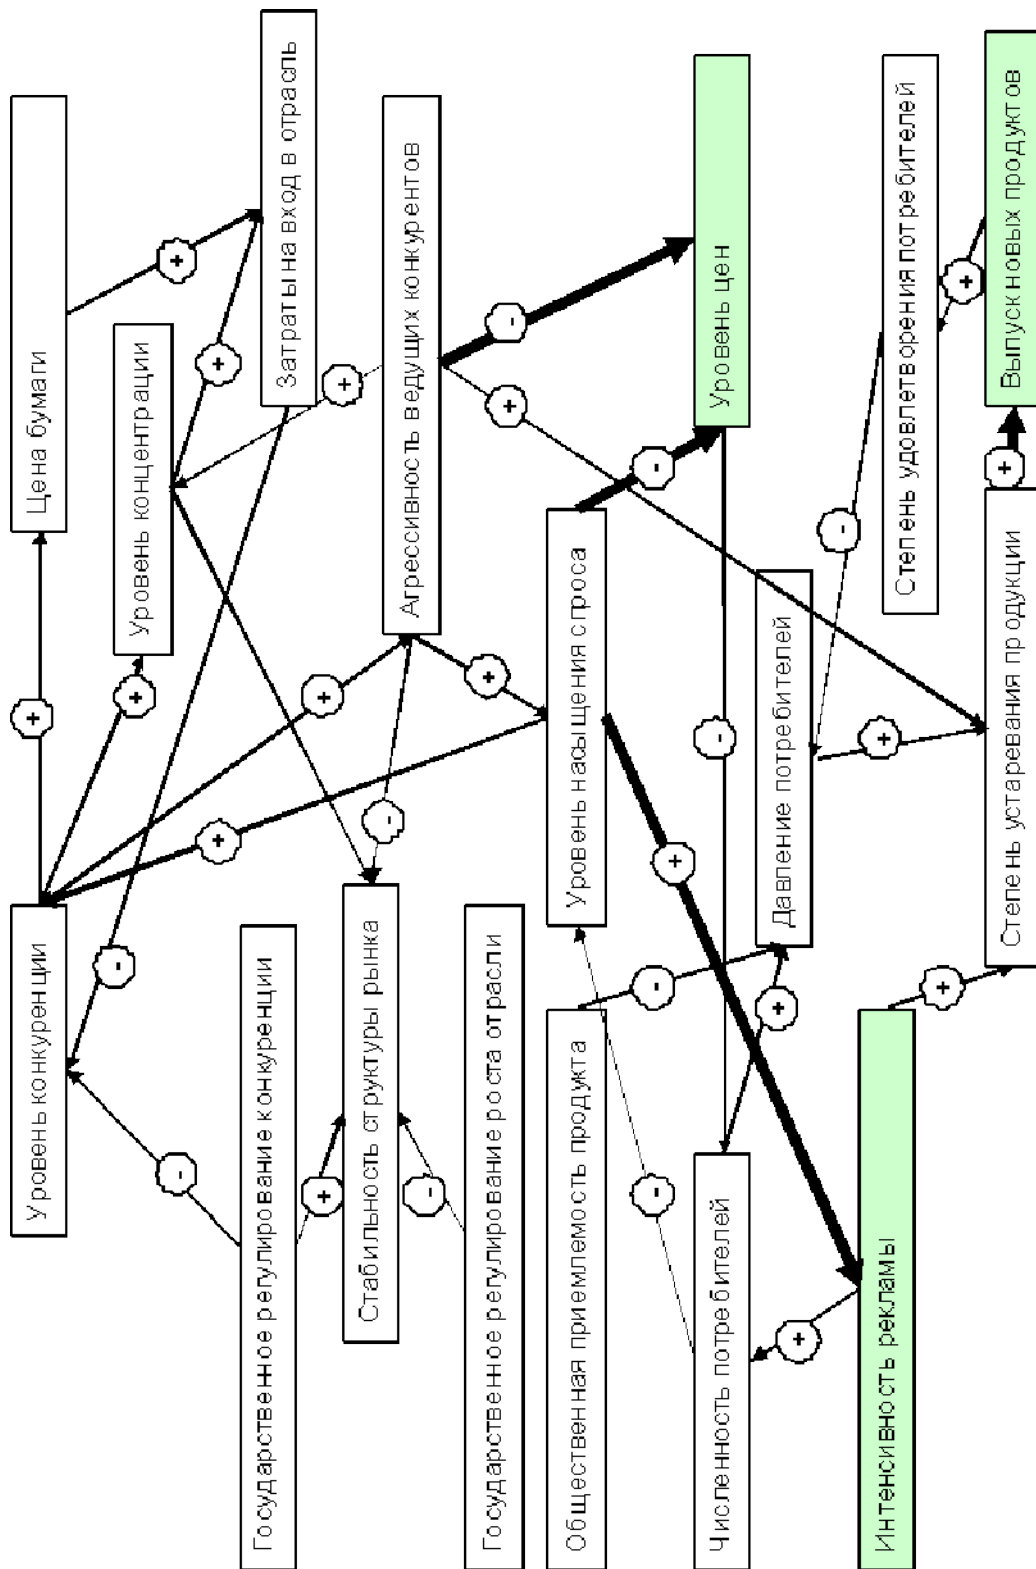 Уровень конкуренции
+
Цена бумаги
-
+
Уровень концентрации
-
+
+
+
Государственное регулирование конкуренции
Затраты на вход в отрасль
+
+
+
Стабильность структуры рынка
-
-
Агрессивность ведущих конкурентов
Государственное регулирование роста отрасли
+
+
-
Общественная приемлемость продукта
Уровень насыщения спроса
-
-
-
+
Численность потребителей
-
Уровень цен
+
+
Давление потребителей
-
Интенсивность рекламы
+
Степень удовлетворения потребителей
+
+
+
Степень устаревания продукции
Выпуск новых продуктов